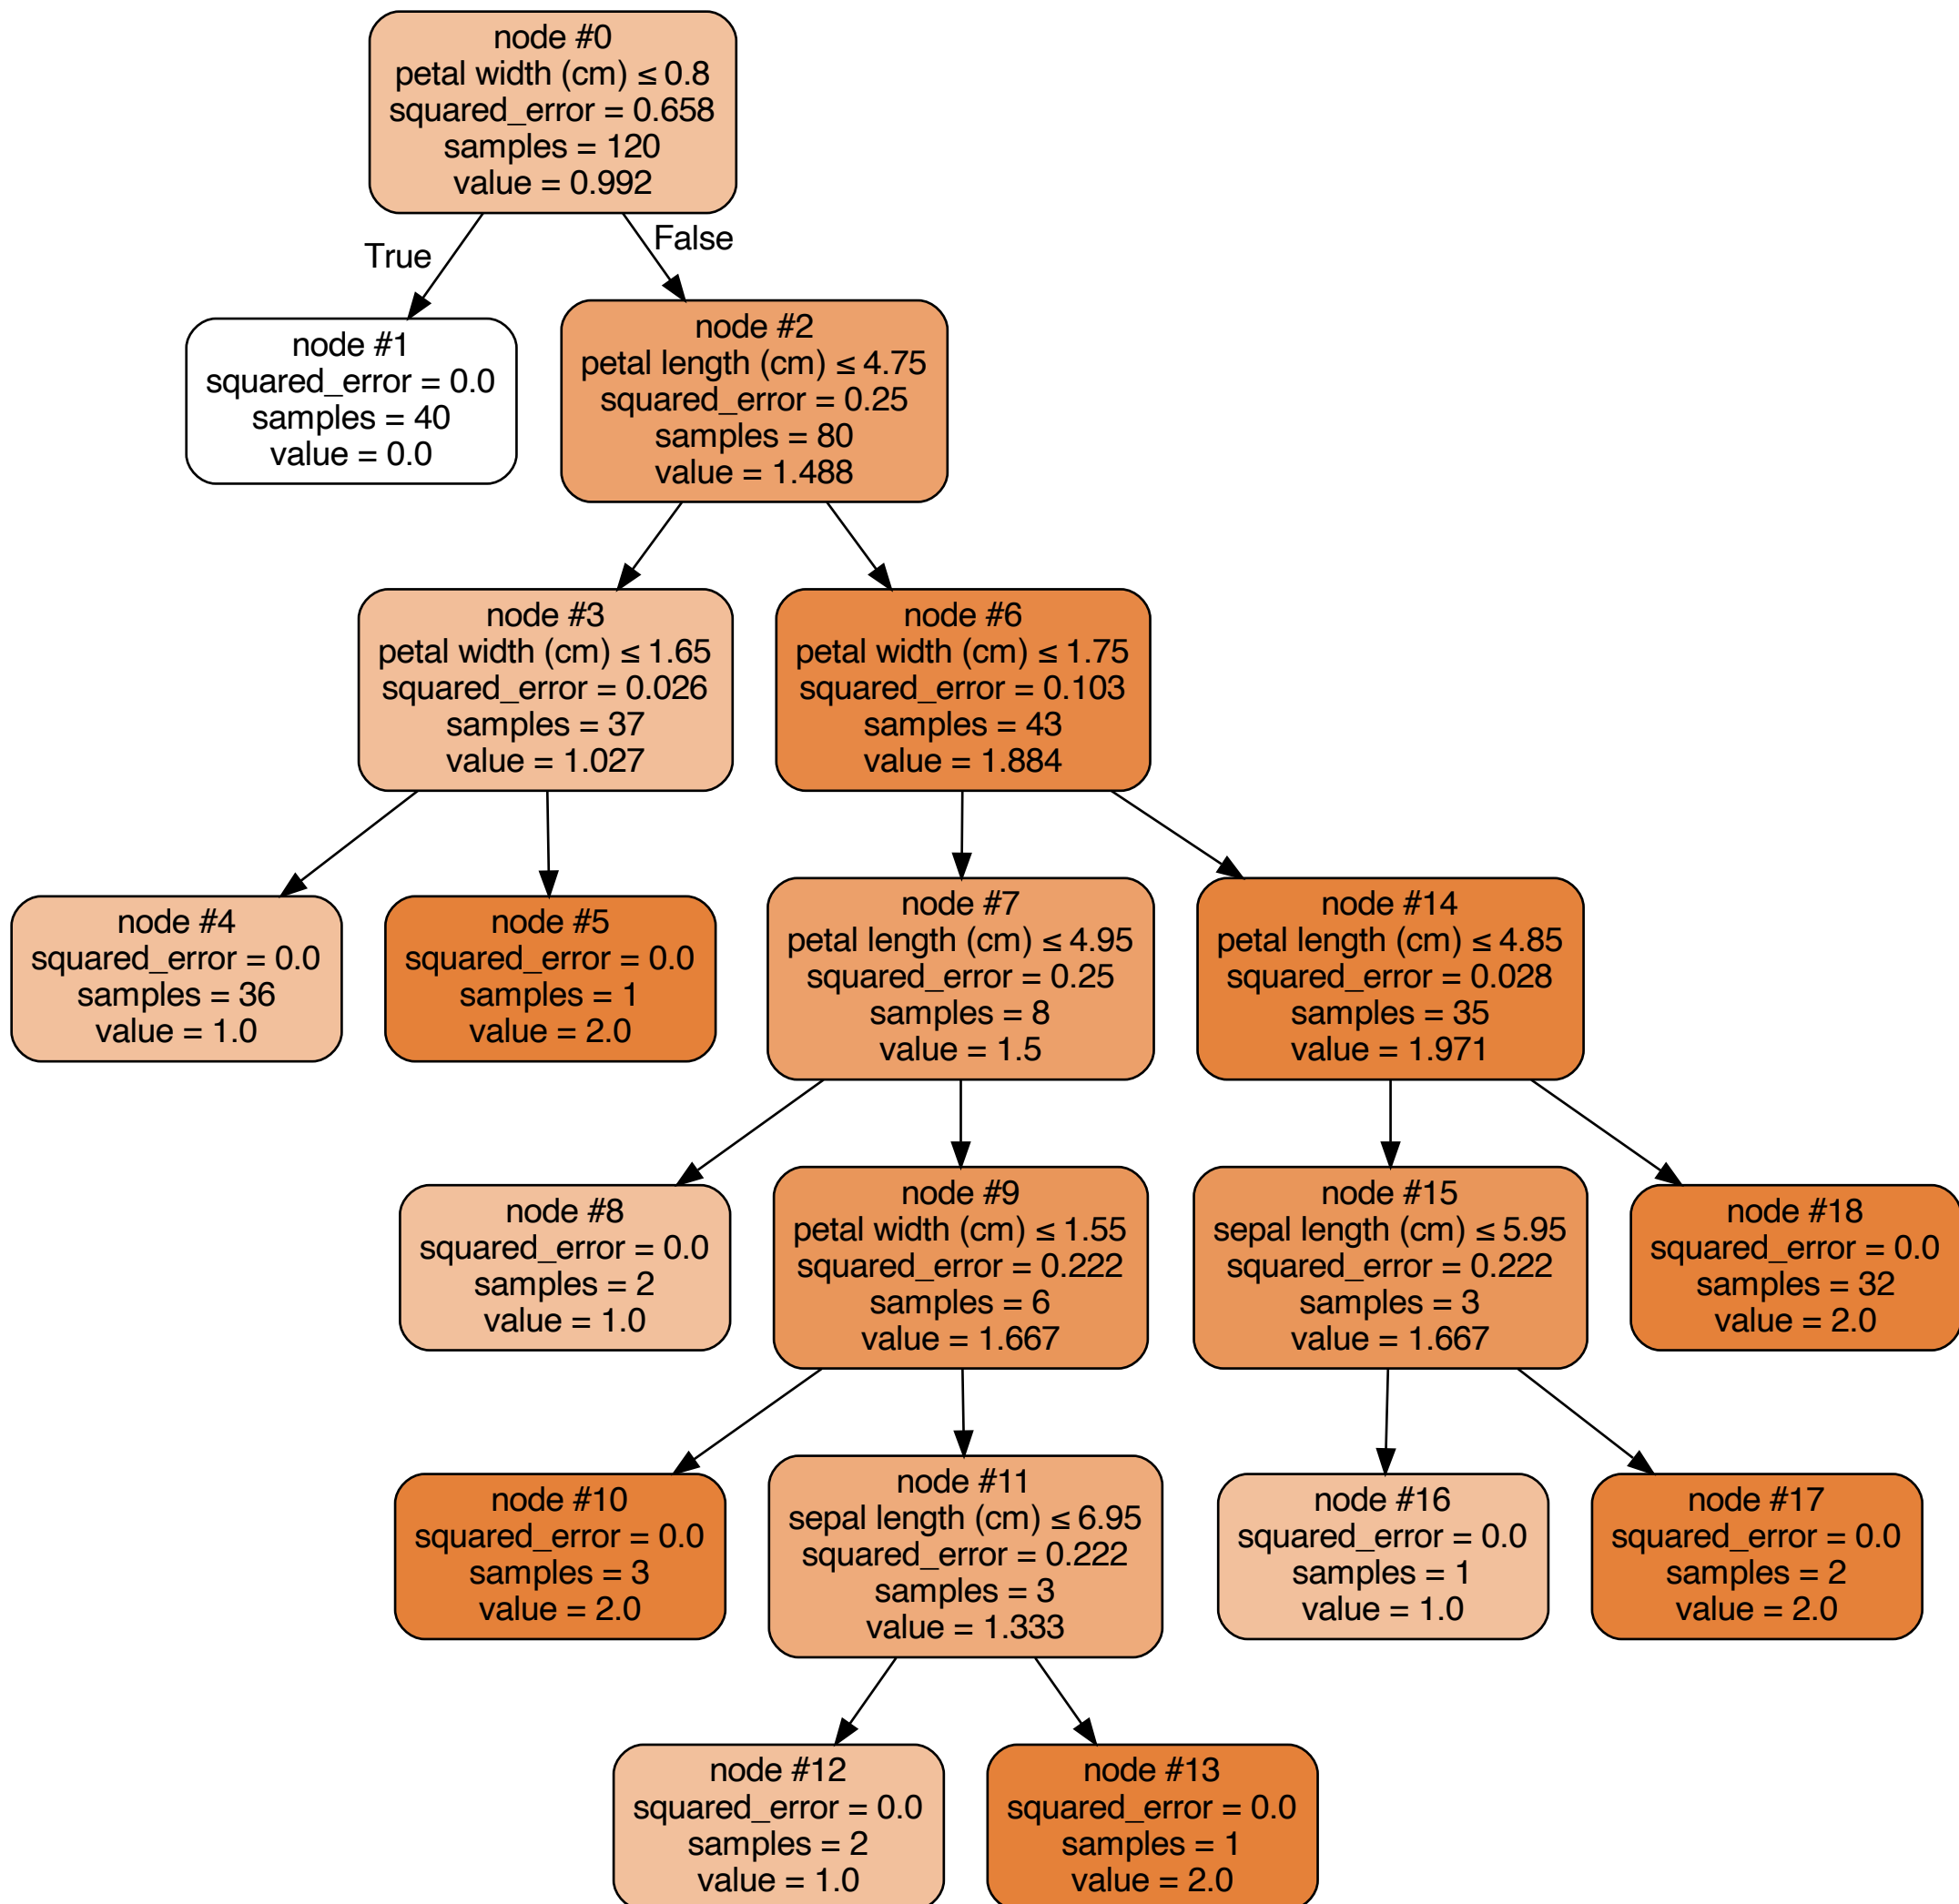 node #0
petal width (cm) ≤ 0.8
squared_error = 0.658
samples = 120
value = 0.992
True
False
node #1
squared_error = 0.0
samples = 40
value = 0.0
node #2
petal length (cm) ≤ 4.75
squared_error = 0.25
samples = 80
value = 1.488
node #3
petal width (cm) ≤ 1.65
squared_error = 0.026
samples = 37
value = 1.027
node #6
petal width (cm) ≤ 1.75
squared_error = 0.103
samples = 43
value = 1.884
node #4
squared_error = 0.0
samples = 36
value = 1.0
node #5
squared_error = 0.0
samples = 1
value = 2.0
node #7
petal length (cm) ≤ 4.95
squared_error = 0.25
samples = 8
value = 1.5
node #14
petal length (cm) ≤ 4.85
squared_error = 0.028
samples = 35
value = 1.971
node #8
squared_error = 0.0
samples = 2
value = 1.0
node #9
petal width (cm) ≤ 1.55
squared_error = 0.222
samples = 6
value = 1.667
node #15
sepal length (cm) ≤ 5.95
squared_error = 0.222
samples = 3
value = 1.667
node #18
squared_error = 0.0
samples = 32
value = 2.0
node #10
squared_error = 0.0
samples = 3
value = 2.0
node #11
sepal length (cm) ≤ 6.95
squared_error = 0.222
samples = 3
value = 1.333
node #16
squared_error = 0.0
samples = 1
value = 1.0
node #17
squared_error = 0.0
samples = 2
value = 2.0
node #12
squared_error = 0.0
samples = 2
value = 1.0
node #13
squared_error = 0.0
samples = 1
value = 2.0